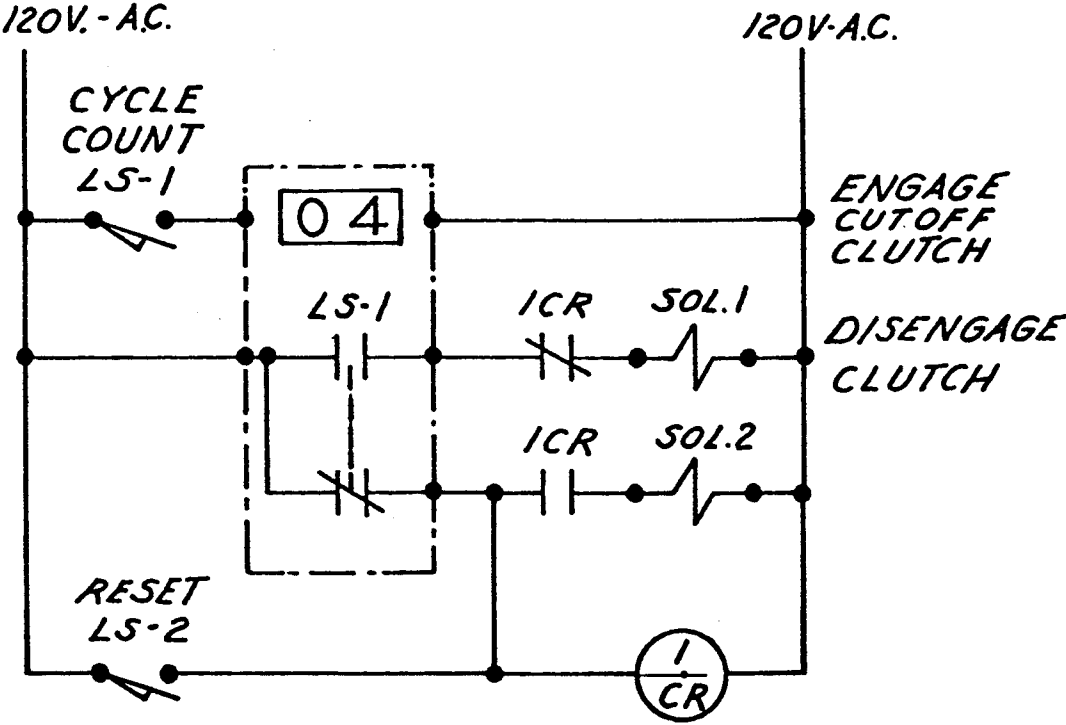 120V.-A.C.
120V-A.C.
CYCLE
COUNT
LS-1
04
ENGAGE
CUTOFF
CLUTCH
LS-1
1CR
SOL.1
DISENGAGE
CLUTCH
1CR
SOL.2
RESET
LS-2
1
CR